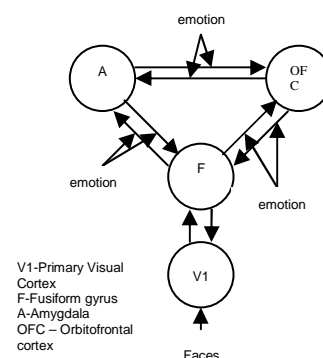 emotion
A
OF
C
emotion
F
emotion
V1
V1-Primary Visual
Cortex
F-Fusiform gyrus
A-Amygdala
OFC – Orbitofrontal
cortex
Faces